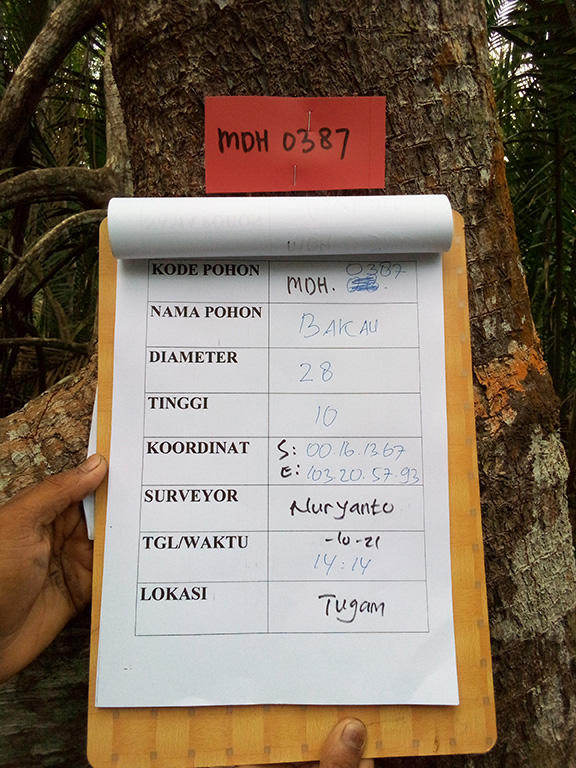 MDH 0387
KODE POHON MDH. 0387
NAMA POHON BAKAU
DIAMETER 28
TINGGI 10
KOORDINAT S: 00.16.13.67
E: 103.20.57.93
SURVEYOR Nuryanto
TGL/WAKTU -10-21
14:14
LOKASI Tugam